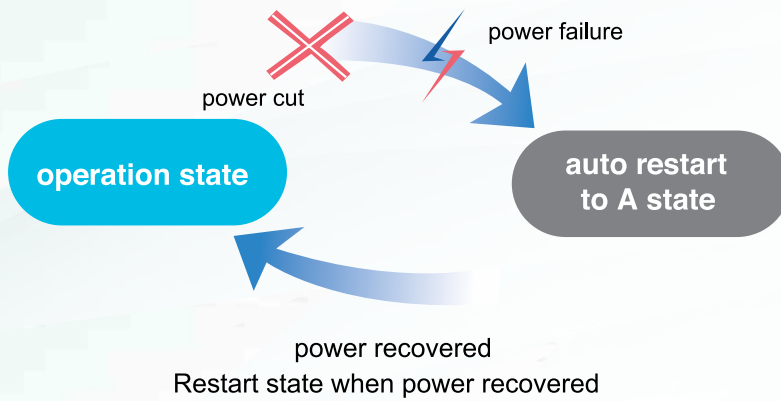 power failure
power cut
operation state
auto restart
to A state
power recovered
Restart state when power recovered